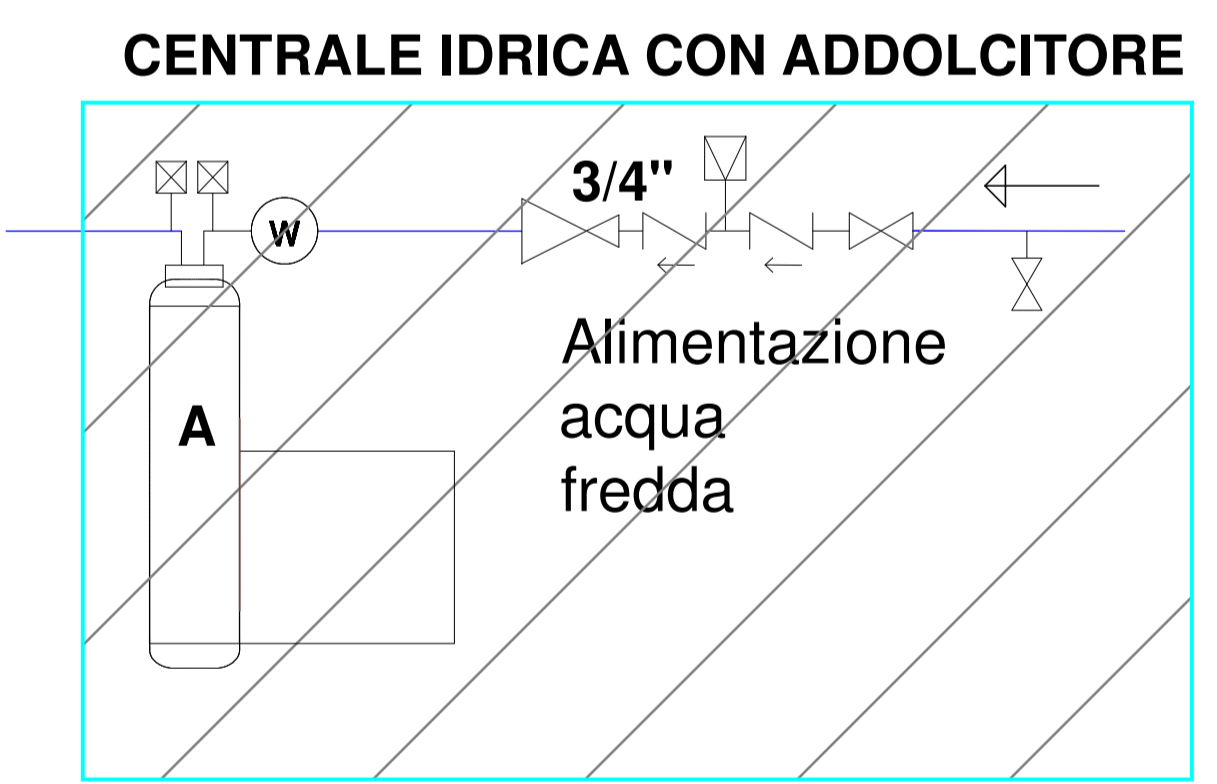 CENTRALE IDRICA CON ADDOLCITORE
3/4"
W
Alimentazione
acqua
fredda
A